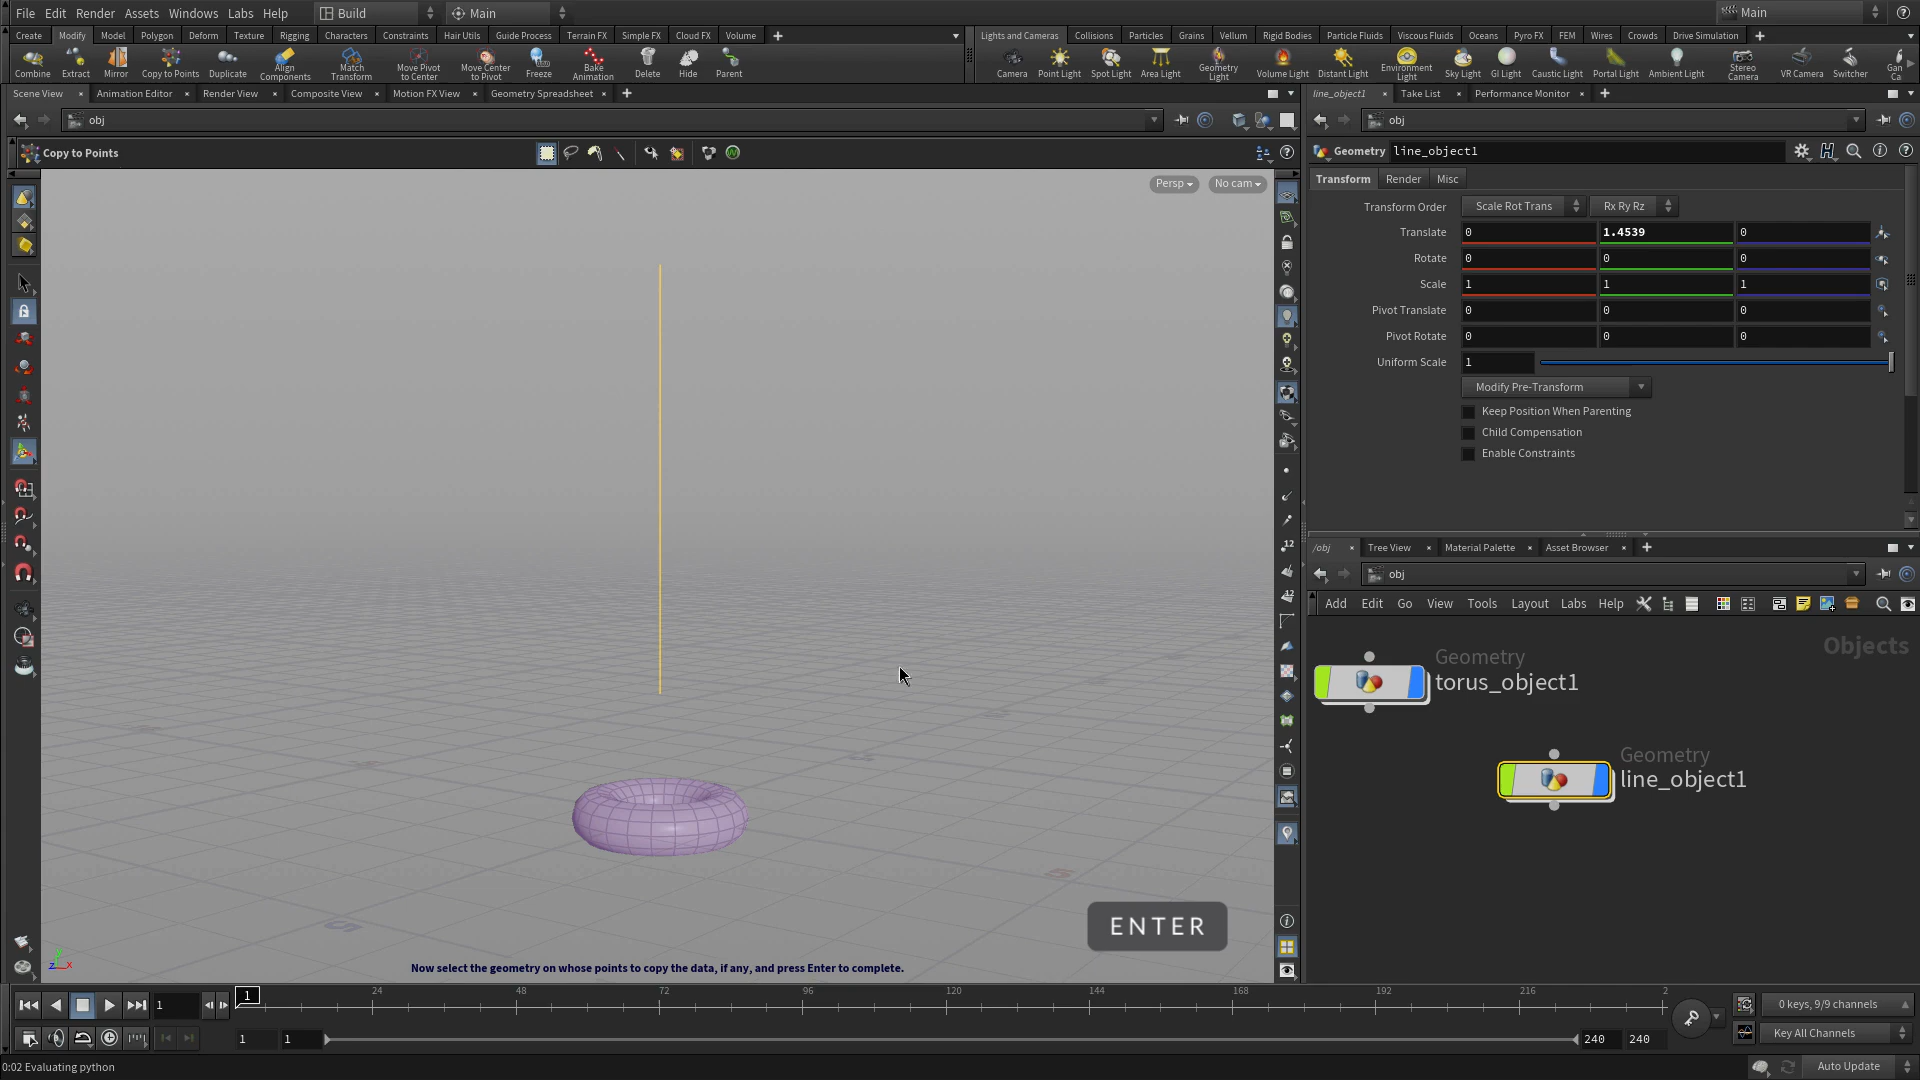 File Edit Render Assets Windows Labs Help Build Main Main
Create Modify Model Polygon Deform Texture Rigging Characters Constraints Hair Utils Guide Process Terrain FX Simple FX Cloud FX Volume
Lights and Cameras Collisions Particles Grains Vellum Rigid Bodies Particle Fluids Viscous Fluids Oceans Pyro FX FEM Wires Crowds Drive Simulation
Combine Extract Mirror Copy to Points Duplicate Align Components Match Transform Move Pivot to Center Move Center to Pivot Freeze Bake Animation Delete Hide Parent
Camera Point Light Spot Light Area Light Geometry Light Volume Light Distant Light Environment Light Sky Light GI Light Caustic Light Portal Light Ambient Light Stereo Camera VR Camera Switcher Gan Ca
Scene View Animation Editor Render View Composite View Motion FX View Geometry Spreadsheet
line_object1 Take List Performance Monitor
obj
obj
Copy to Points
Geometry line_object1
Persp No cam
Transform Render Misc
Transform Order Scale Rot Trans Rx Ry Rz
Translate 0 1.4539 0
Rotate 0 0 0
Scale 1 1 1
Pivot Translate 0 0 0
Pivot Rotate 0 0 0
Uniform Scale 1
Modify Pre-Transform
Keep Position When Parenting
Child Compensation
Enable Constraints
/obj Tree View Material Palette Asset Browser
obj
Add Edit Go View Tools Layout Labs Help
Objects
Geometry
torus_object1
Geometry
line_object1
12
12
5
5
ENTER
Now select the geometry on whose points to copy the data, if any, and press Enter to complete.
z y x
1 1 24 48 72 96 120 144 168 192 216 2
0 keys, 9/9 channels
1 1 240 240
Key All Channels
0:02 Evaluating python
Auto Update